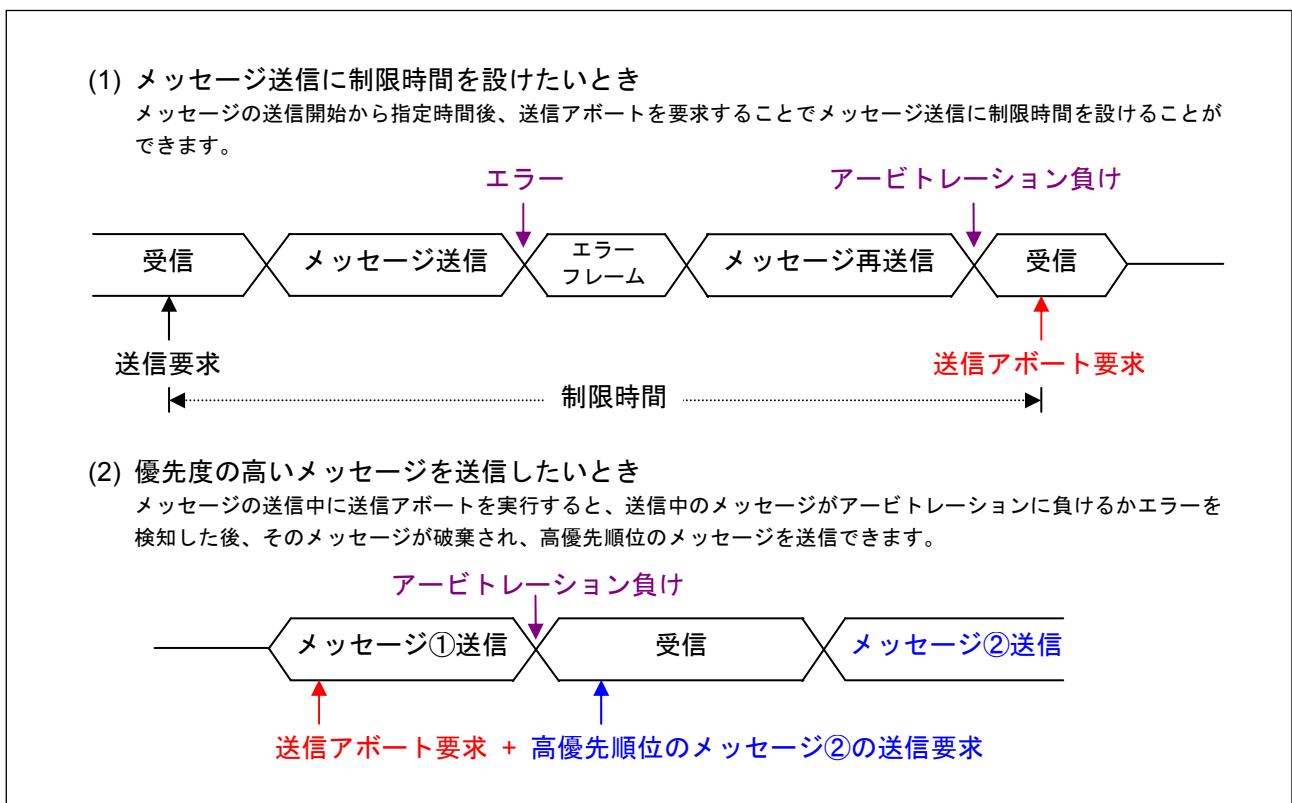 (1) メッセージ送信に制限時間を設けたいとき
メッセージの送信開始から指定時間後、送信アボートを要求することでメッセージ送信に制限時間を設けることが
できます。
エラー
アービトレーション負け
受信
メッセージ送信
エラー
フレーム
メッセージ再送信
受信
送信要求
送信アボート要求
制限時間
(2) 優先度の高いメッセージを送信したいとき
メッセージの送信中に送信アボートを実行すると、送信中のメッセージがアービトレーションに負けるかエラーを
検知した後、そのメッセージが破棄され、高優先順位のメッセージを送信できます。
アービトレーション負け
メッセージ①送信
受信
メッセージ②送信
送信アボート要求 + 高優先順位のメッセージ②の送信要求